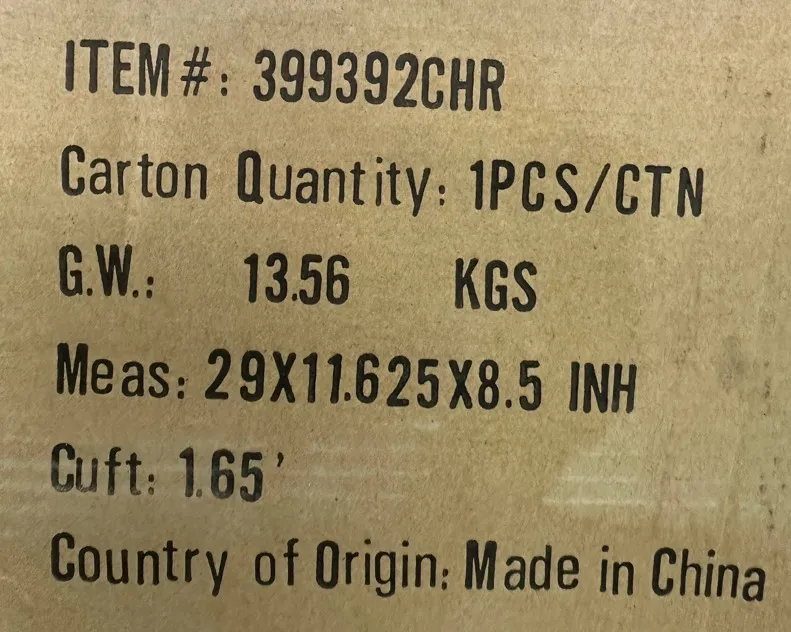 ITEM#: 399392CHR
Carton Quantity: 1PCS/CTN
G.W.: 13.56 KGS
Meas: 29X11.625X8.5 INH
Cuft: 1.65'
Country of Origin: Made in China